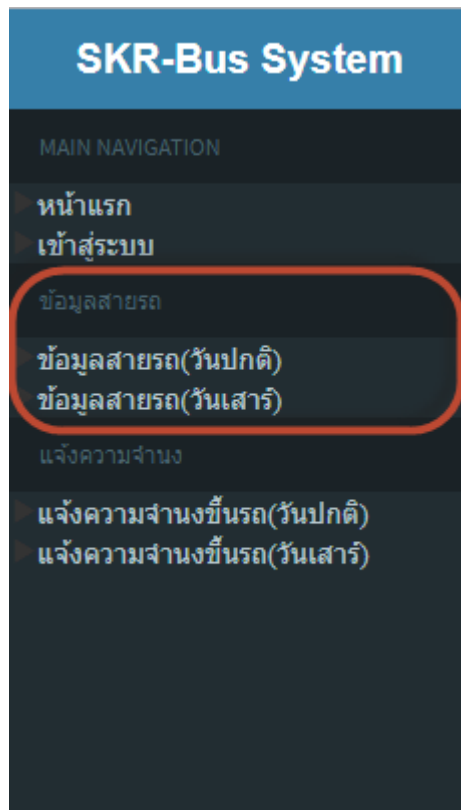 SKR-Bus System
MAIN NAVIGATION
หน้าแรก
เข้าสู่ระบบ
ข้อมูลสายรถ
ข้อมูลสายรถ(วันปกติ)
ข้อมูลสายรถ(วันเสาร์)
แจ้งความจำนง
แจ้งความจำนงขึ้นรถ(วันปกติ)
แจ้งความจำนงขึ้นรถ(วันเสาร์)